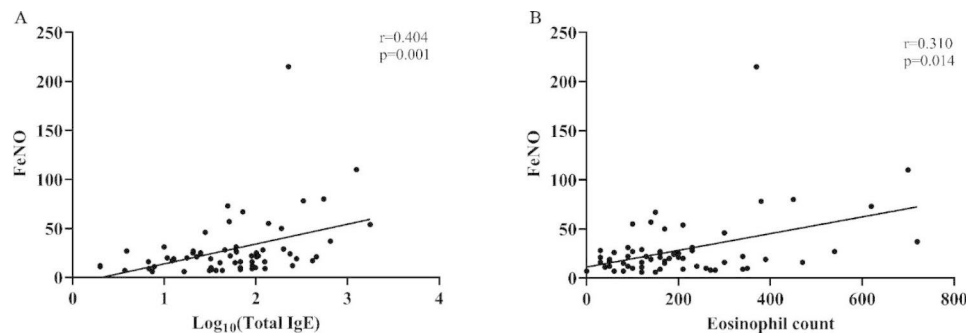 A
r=0.404
p=0.001
250
200
150
100
50
0
FeNO
0 1 2 3 4
Log10(Total IgE)
B
r=0.310
p=0.014
250
200
150
100
50
0
FeNO
0 200 400 600 800
Eosinophil count